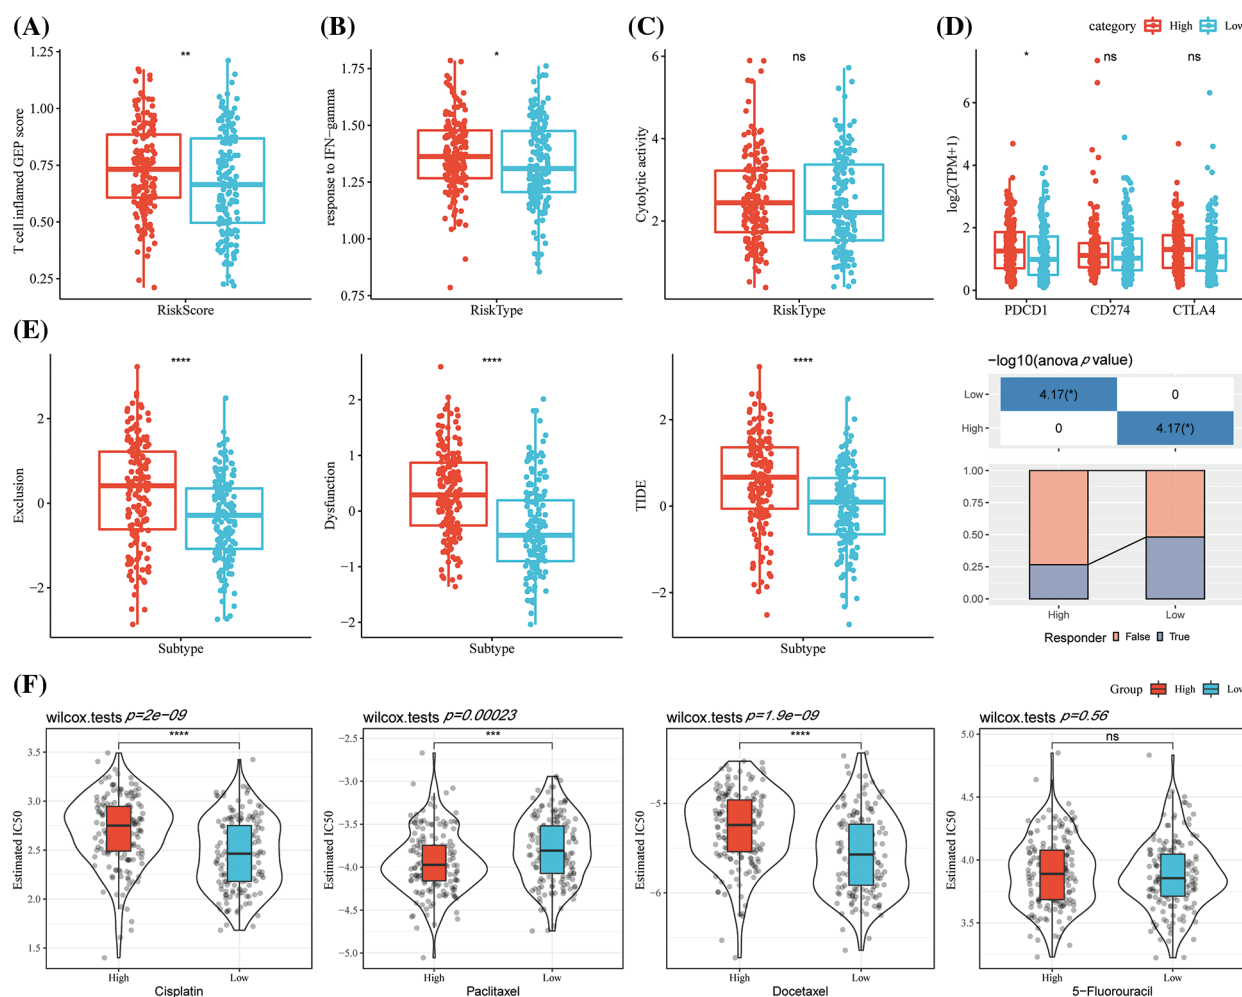 (A)
(B)
(C)
(D)
category High Low
T cell inflamed GEP score
1.25
1.00
0.75
0.50
0.25
**
RiskScore
response to IFN−gamma
1.75
1.50
1.25
1.00
0.75
*
RiskType
Cytolytic activity
6
4
2
ns
RiskType
log2(TPM+1)
6
4
2
0
* ns ns
PDCD1 CD274 CTLA4
(E)
Exclusion
2
0
−2
****
Subtype
Dysfunction
2
1
0
−1
−2
****
Subtype
TIDE
2
0
−2
****
Subtype
−log10(anova p value)
Low 4.17(*) 0
High 0 4.17(*)
1.00
0.75
0.50
0.25
0.00
High Low
Responder False True
(F)
Group High Low
wilcox.tests p=2e−09
****
Estimated IC50
3.5
3.0
2.5
2.0
1.5
High Low
Cisplatin
wilcox.tests p=0.00023
***
Estimated IC50
−2.5
−3.0
−3.5
−4.0
−4.5
−5.0
High Low
Paclitaxel
wilcox.tests p=1.9e−09
****
Estimated IC50
−5
−6
High Low
Docetaxel
wilcox.tests p=0.56
ns
Estimated IC50
5.0
4.5
4.0
3.5
High Low
5−Fluorouracil